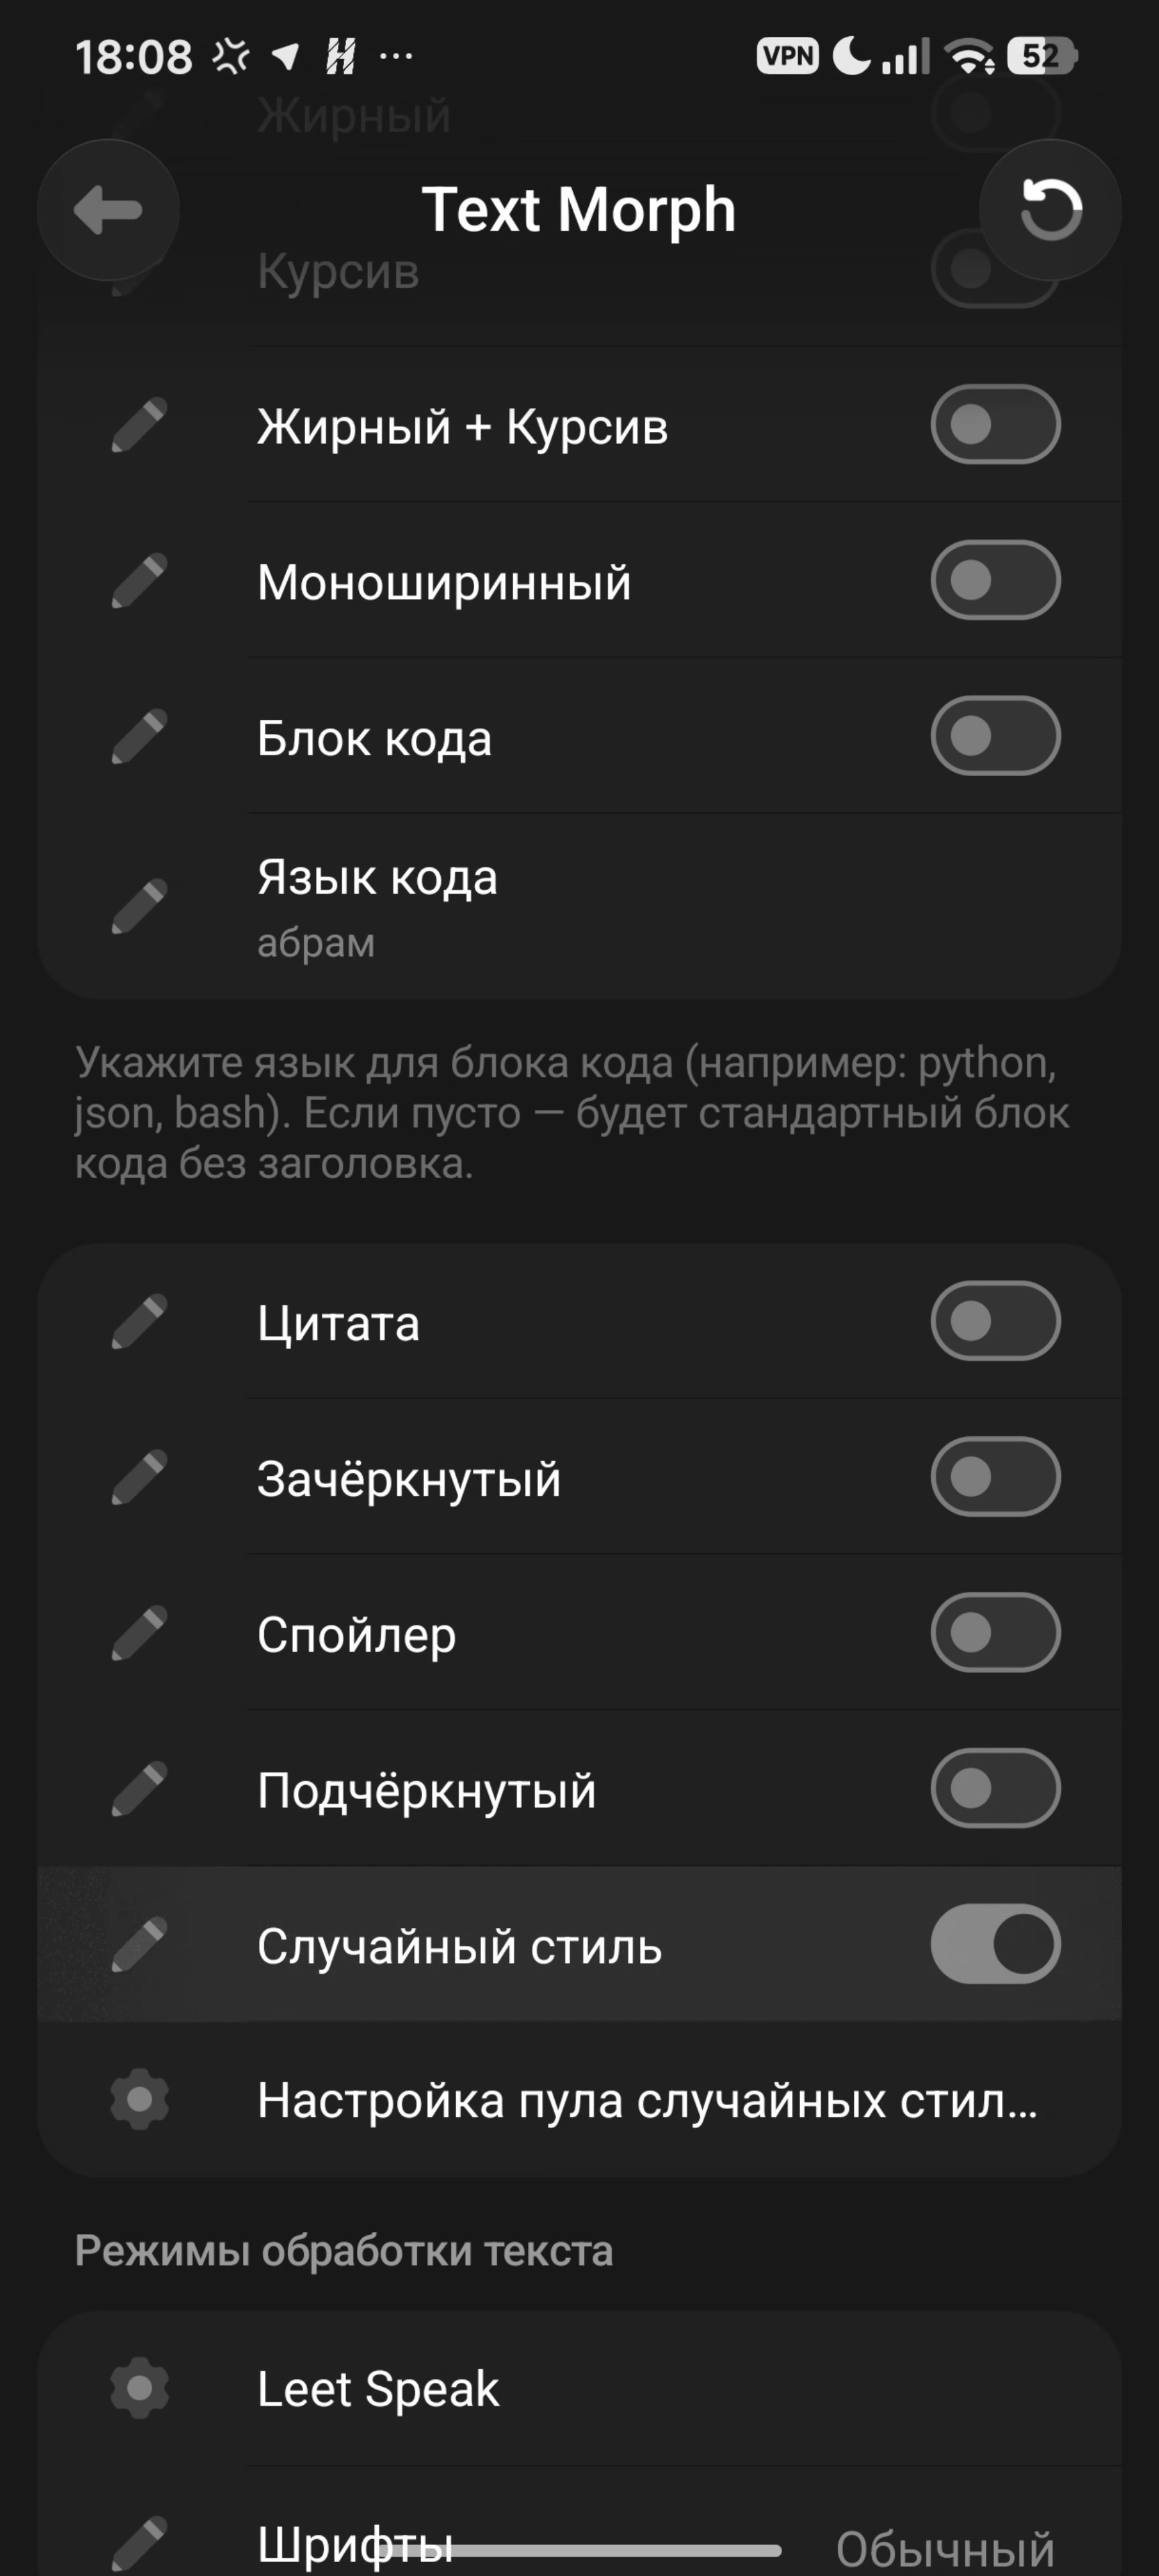 18:08 ... VPN 52
Жирный
Text Morph
Курсив
Жирный + Курсив
Моноширинный
Блок кода
Язык кода
абрам
Укажите язык для блока кода (например: python,
json, bash). Если пусто — будет стандартный блок
кода без заголовка.
Цитата
Зачёркнутый
Спойлер
Подчёркнутый
Случайный стиль
Настройка пула случайных стил...
Режимы обработки текста
Leet Speak
Шрифты Обычный